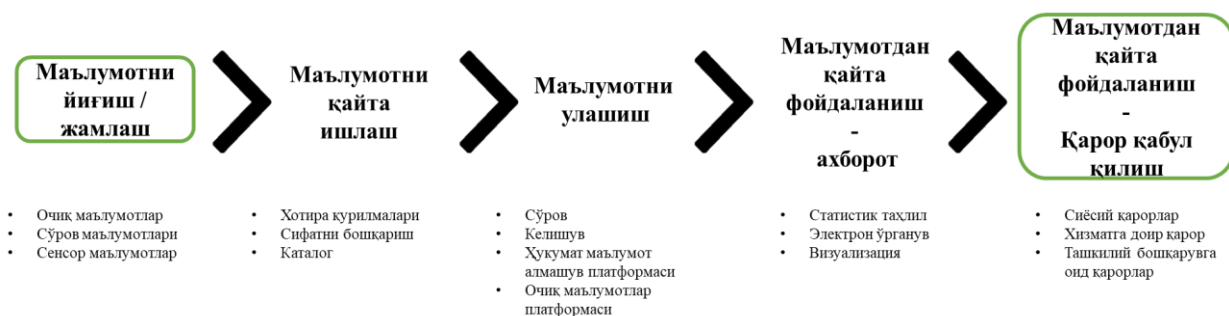 Маълумотни
йиғиш /
жамлаш
Маълумотни
қайта
ишлаш
Маълумотни
улашиш
Маълумотдан
қайта
фойдаланиш
-
ахборот
Маълумотдан
қайта
фойдаланиш
-
Қарор қабул
қилиш
• Очиқ маълумотлар
• Сўров маълумотлари
• Сенсор маълумотлар
• Хотира қурилмалари
• Сифатни бошқариш
• Каталог
• Сўров
• Келишув
• Ҳукумат маълумот
алмашув платформаси
• Очиқ маълумотлар
платформаси
• Статистик таҳлил
• Электрон ўрганув
• Визуализация
• Сиёсий қарорлар
• Хизматга доир қарор
• Ташкилий бошқарувга
оид қарорлар